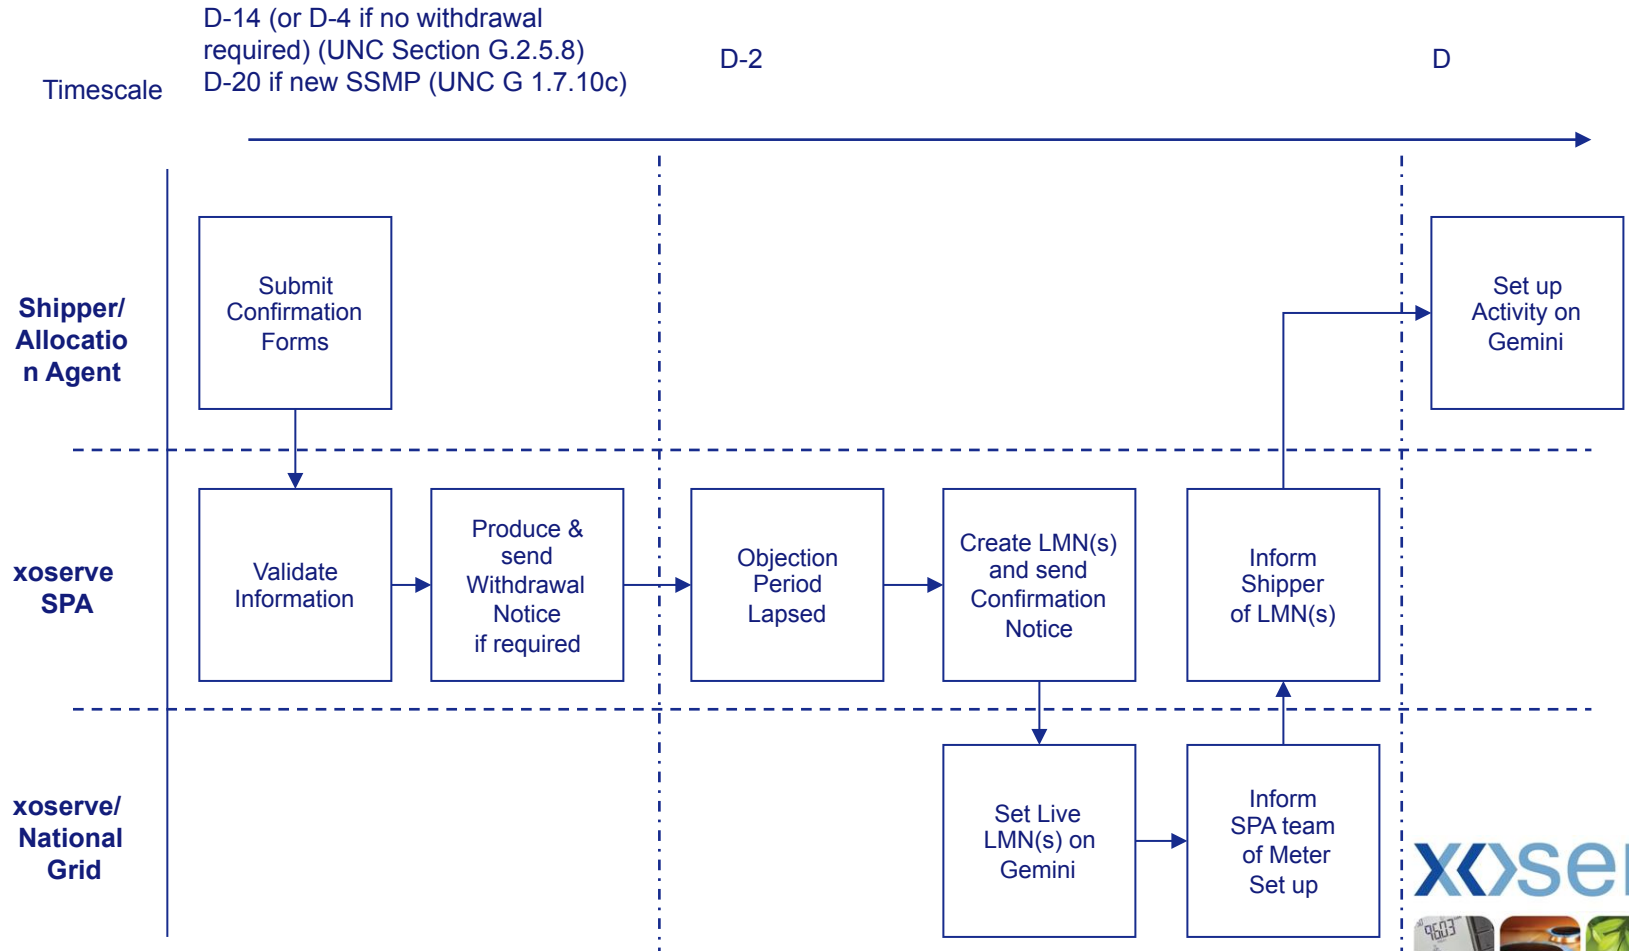 D-14 (or D-4 if no withdrawal
required) (UNC Section G.2.5.8)
D-20 if new SSMP (UNC G 1.7.10c)
D-2
D
Timescale
Shipper/
Allocatio
n Agent
Submit
Confirmation
Forms
Set up
Activity on
Gemini
xoserve
SPA
Validate
Information
Produce &
send
Withdrawal
Notice
if required
Objection
Period
Lapsed
Create LMN(s)
and send
Confirmation
Notice
Inform
Shipper
of LMN(s)
xoserve/
National
Grid
Set Live
LMN(s) on
Gemini
Inform
SPA team
of Meter
Set up
xoser
9603